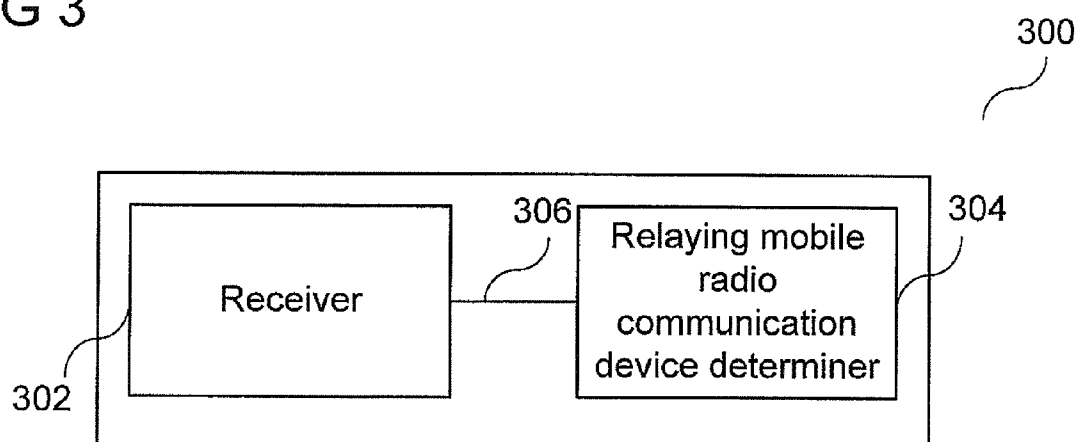 G 3
300
306
304
Relaying mobile
radio
communication
device determiner
Receiver
302